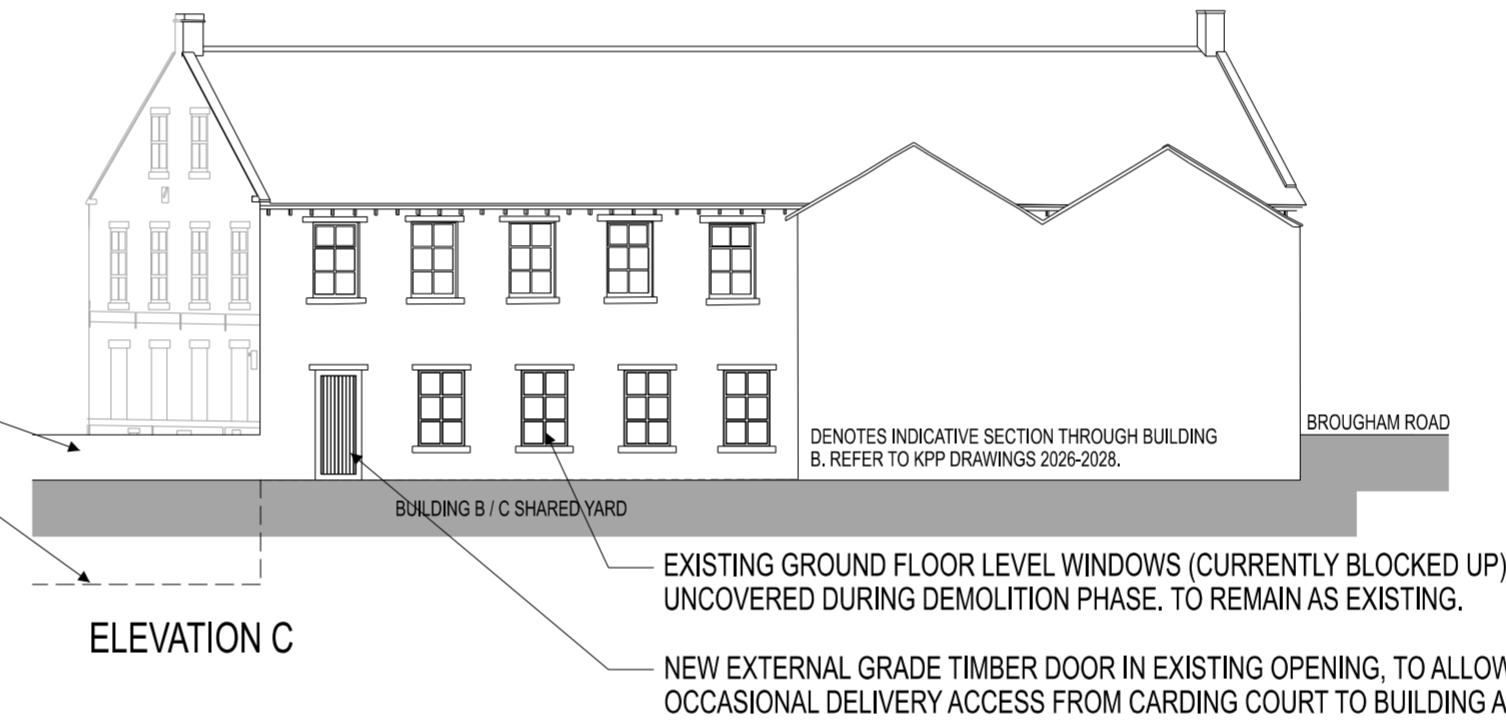 BROUGHAM ROAD
DENOTES INDICATIVE SECTION THROUGH BUILDING
B. REFER TO KPP DRAWINGS 2026-2028.
BUILDING B / C SHARED YARD
EXISTING GROUND FLOOR LEVEL WINDOWS (CURRENTLY BLOCKED UP)
UNCOVERED DURING DEMOLITION PHASE. TO REMAIN AS EXISTING.
ELEVATION C
NEW EXTERNAL GRADE TIMBER DOOR IN EXISTING OPENING, TO ALLOW
OCCASIONAL DELIVERY ACCESS FROM CARDING COURT TO BUILDING A